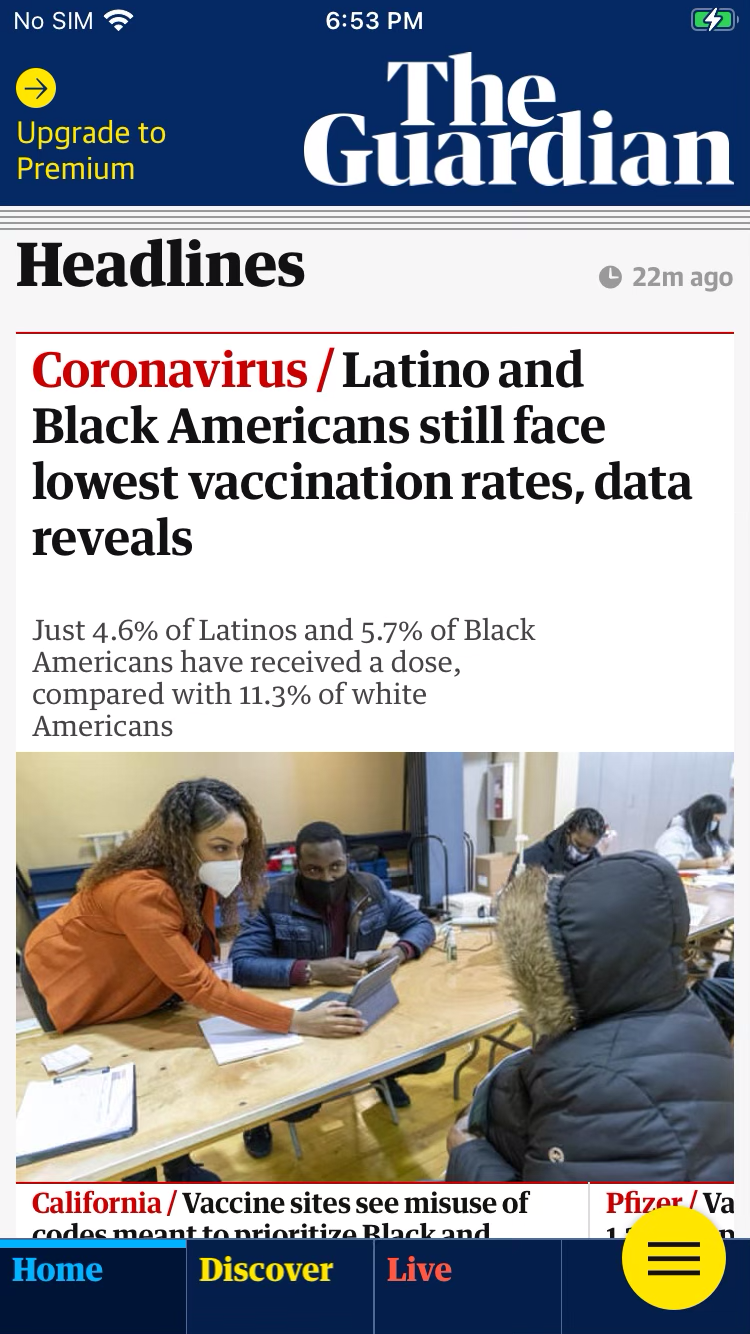 No SIM
6:53 PM
Upgrade to
Premium
The
Guardian
Headlines
22m ago
Coronavirus / Latino and
Black Americans still face
lowest vaccination rates, data
reveals
Just 4.6% of Latinos and 5.7% of Black
Americans have received a dose,
compared with 11.3% of white
Americans
California / Vaccine sites see misuse of
codes meant to prioritize Black and
Pfizer / Va
Home
Discover
Live